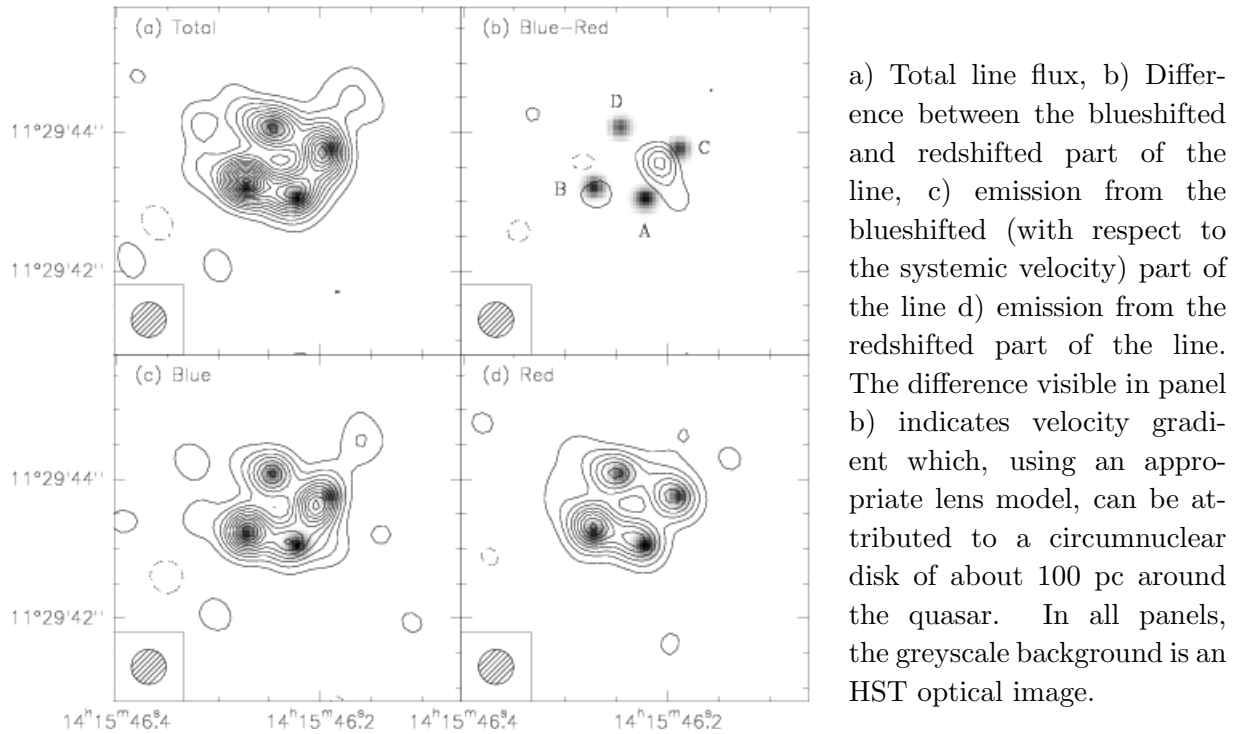 (a) Total
(b) Blue-Red
11°29'44"
D
C
B
A
11°29'42"
(c) Blue
(d) Red
11°29'44"
11°29'42"
14ʰ15ᵐ46ˢ.4
14ʰ15ᵐ46ˢ.2
14ʰ15ᵐ46ˢ.2
a) Total line flux, b) Differ-
ence between the blueshifted
and redshifted part of the
line, c) emission from the
blueshifted (with respect to
the systemic velocity) part of
the line d) emission from the
redshifted part of the line.
The difference visible in panel
b) indicates velocity gradi-
ent which, using an appro-
priate lens model, can be at-
tributed to a circumnuclear
disk of about 100 pc around
the quasar. In all panels,
the greyscale background is an
HST optical image.